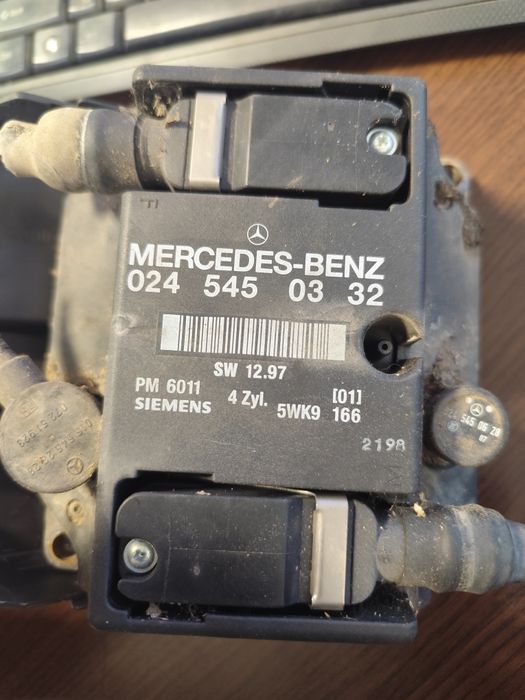 MERCEDES-BENZ
024 545 03 32
SW 12.97
PM 6011 4 Zyl. [01]
SIEMENS 5WK9 166
2198